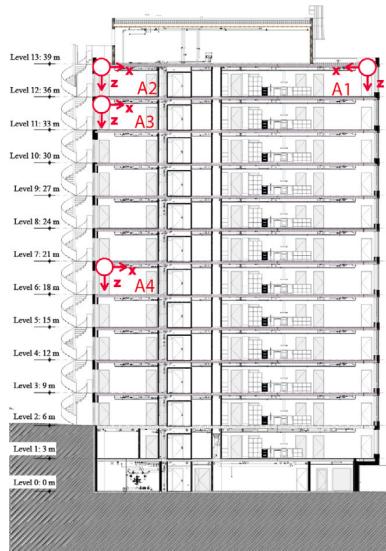 Level 13: 39 m
x
A2
A1
x
z
z
Level 12: 36 m
x
A3
Level 11: 33 m
z
Level 10: 30 m
Level 9: 27 m
Level 8: 24 m
Level 7: 21 m
x
A4
Level 6: 18 m
z
Level 5: 15 m
Level 4: 12 m
Level 3: 9 m
Level 2: 6 m
Level 1: 3 m
Level 0: 0 m